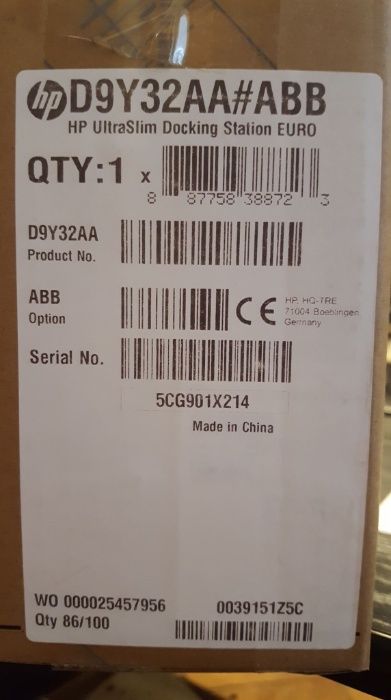 hp D9Y32AA#ABB
HP UltraSlim Docking Station EURO
QTY:1 x
8 87758 38872 3
D9Y32AA
Product No.
ABB
Option
CE
HP, HQ-TRE
71004 Boeblingen
Germany
Serial No.
5CG901X214
Made in China
WO 000025457956
0039151Z5C
Qty 86/100